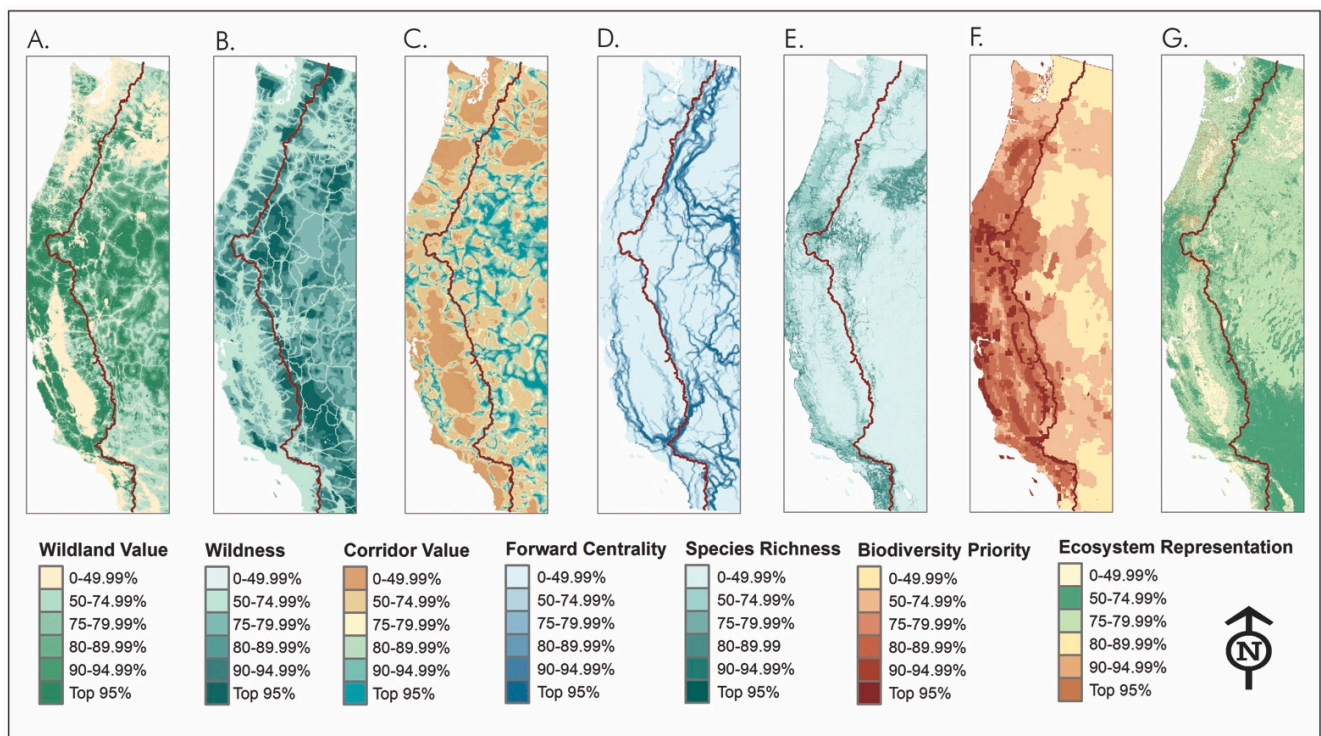 A.
B.
C.
D.
E.
F.
G.
Wildland Value
0-49.99%
50-74.99%
75-79.99%
80-89.99%
90-94.99%
Top 95%
Wildness
0-49.99%
50-74.99%
75-79.99%
80-89.99%
90-94.99%
Top 95%
Corridor Value
0-49.99%
50-74.99%
75-79.99%
80-89.99%
90-94.99%
Top 95%
Forward Centrality
0-49.99%
50-74.99%
75-79.99%
80-89.99%
90-94.99%
Top 95%
Species Richness
0-49.99%
50-74.99%
75-79.99%
80-89.99
90-94.99%
Top 95%
Biodiversity Priority
0-49.99%
50-74.99%
75-79.99%
80-89.99%
90-94.99%
Top 95%
Ecosystem Representation
0-49.99%
50-74.99%
75-79.99%
80-89.99%
90-94.99%
Top 95%
N